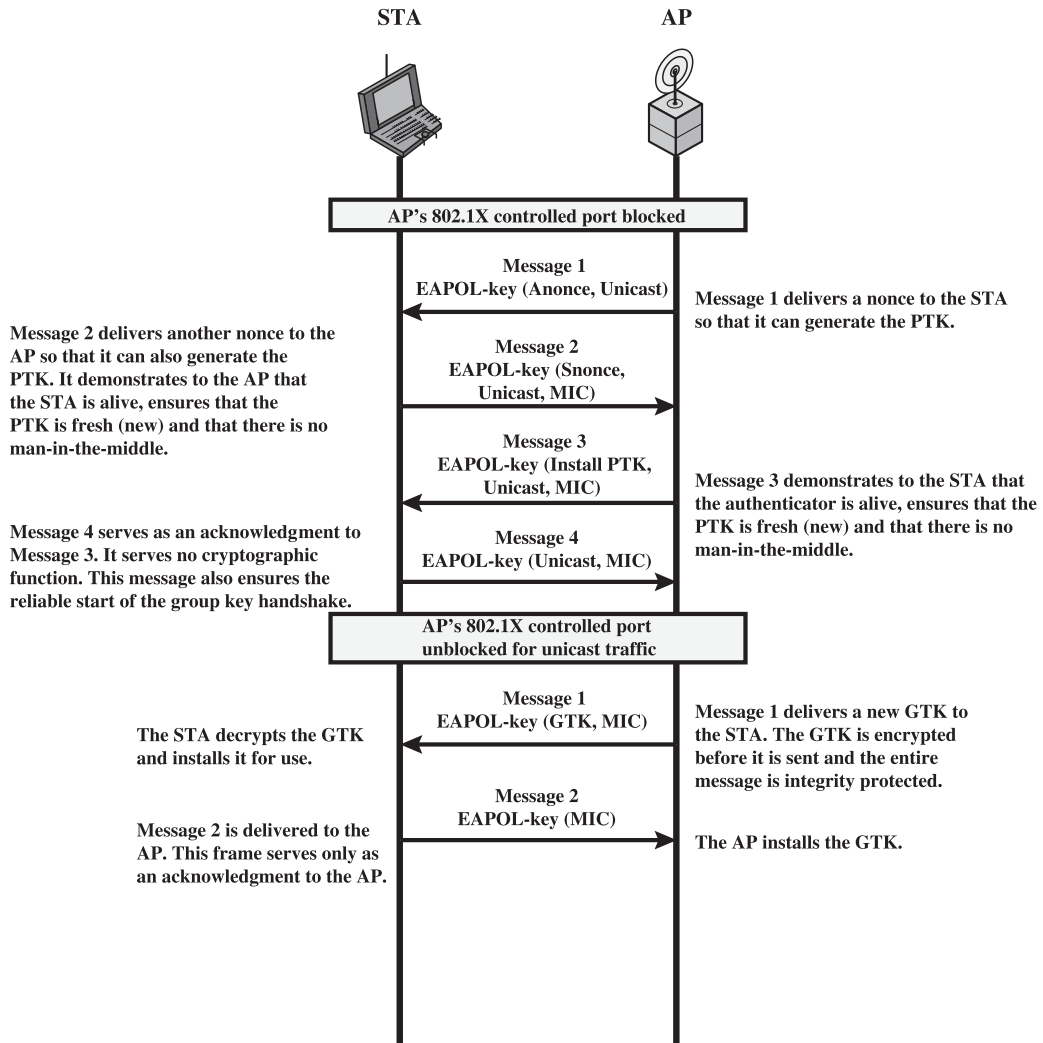 STA
AP
AP's 802.1X controlled port blocked
Message 1
EAPOL-key (Anonce, Unicast)
Message 1 delivers a nonce to the STA
so that it can generate the PTK.
Message 2 delivers another nonce to the
AP so that it can also generate the
PTK. It demonstrates to the AP that
the STA is alive, ensures that the
PTK is fresh (new) and that there is no
man-in-the-middle.
Message 2
EAPOL-key (Snonce,
Unicast, MIC)
Message 3
EAPOL-key (Install PTK,
Unicast, MIC)
Message 3 demonstrates to the STA that
the authenticator is alive, ensures that the
PTK is fresh (new) and that there is no
man-in-the-middle.
Message 4 serves as an acknowledgment to
Message 3. It serves no cryptographic
function. This message also ensures the
reliable start of the group key handshake.
Message 4
EAPOL-key (Unicast, MIC)
AP's 802.1X controlled port
unblocked for unicast traffic
Message 1
EAPOL-key (GTK, MIC)
Message 1 delivers a new GTK to
the STA. The GTK is encrypted
before it is sent and the entire
message is integrity protected.
The STA decrypts the GTK
and installs it for use.
Message 2
EAPOL-key (MIC)
Message 2 is delivered to the
AP. This frame serves only as
an acknowledgment to the AP.
The AP installs the GTK.